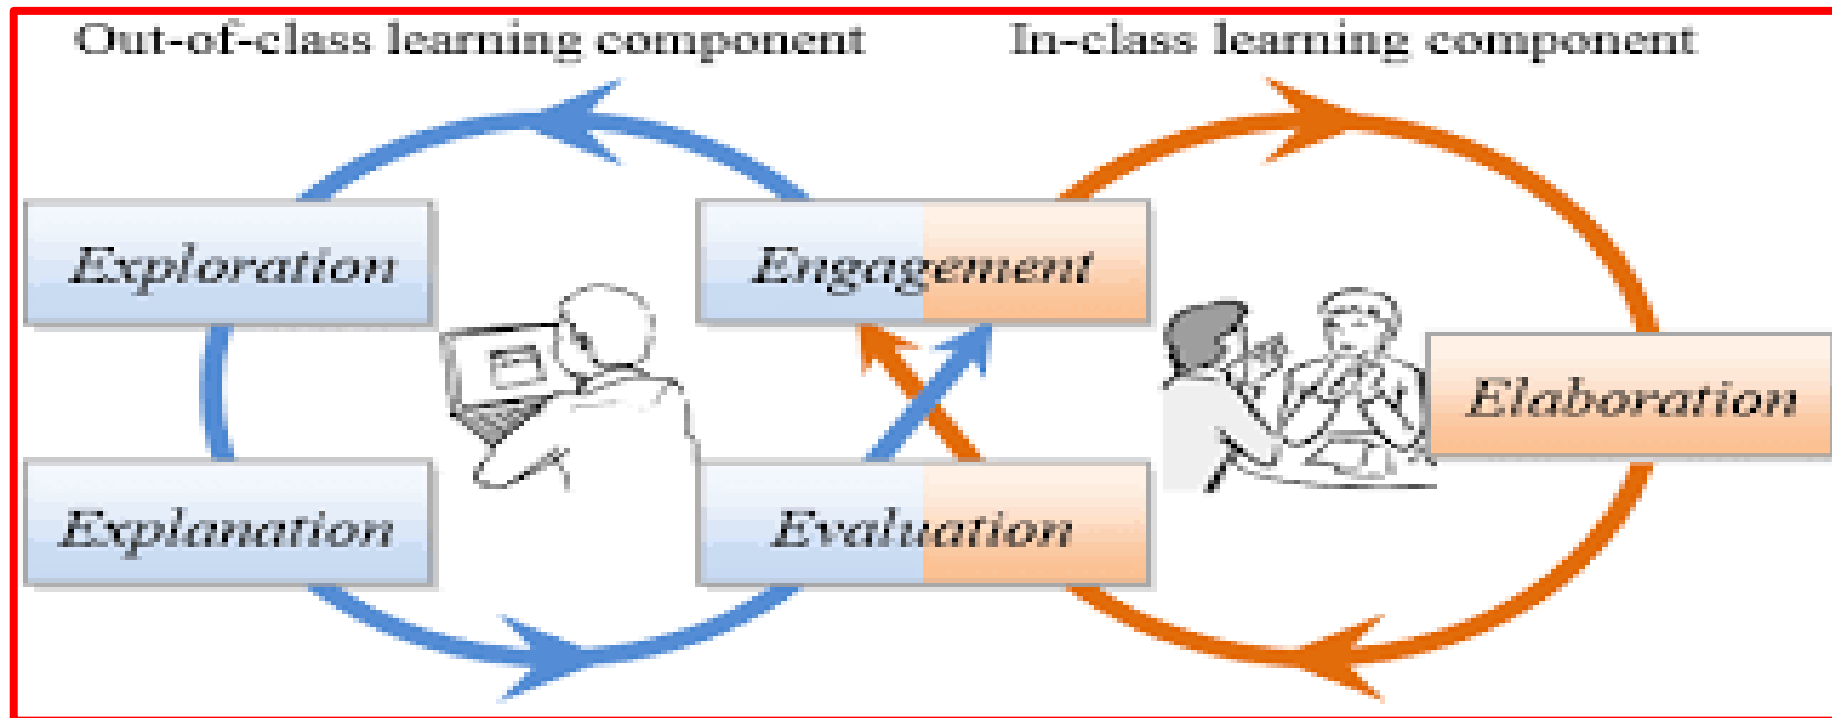 Out-of-class learning component
In-class learning component
Exploration
Engagement
Elaboration
Explanation
Evaluation